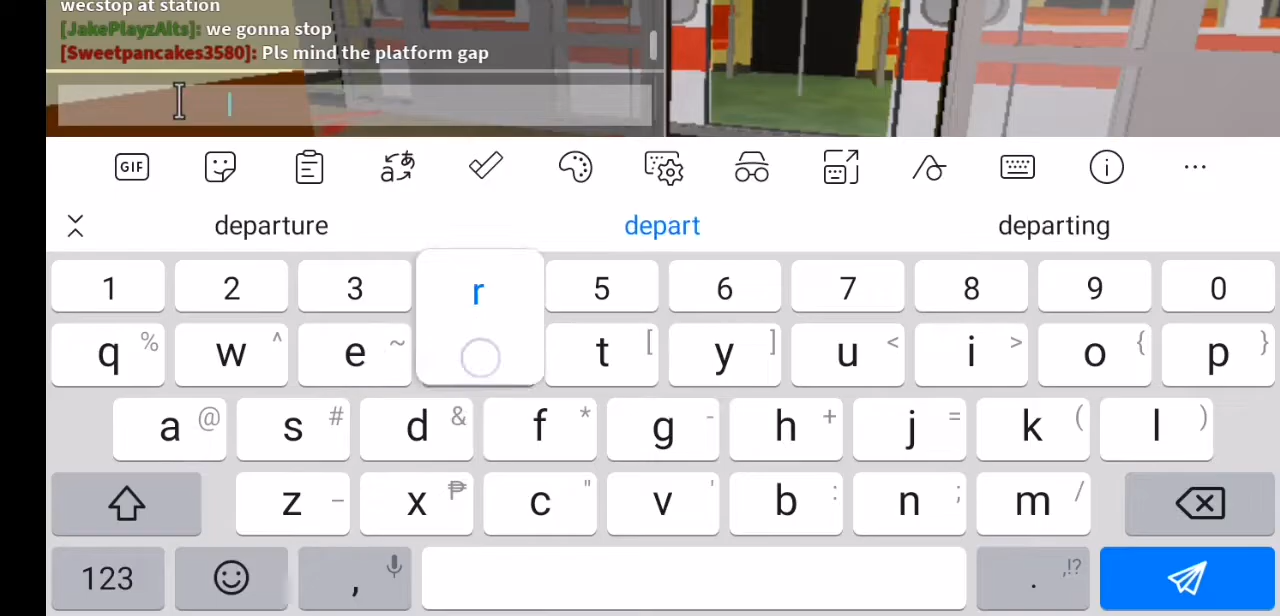 wecstop at station
[JakePlayzAlts]: we gonna stop
[Sweetpancakes3580]: Pls mind the platform gap
GIF
departure depart departing
1 2 3 5 6 7 8 9 0
q % w ^ e ~ r t [ y ] u < i > o { p }
a @ s # d & f * g - h + j = k ( l )
z _ x ₱ c " v ' b : n ; m /
123 , . ,!?